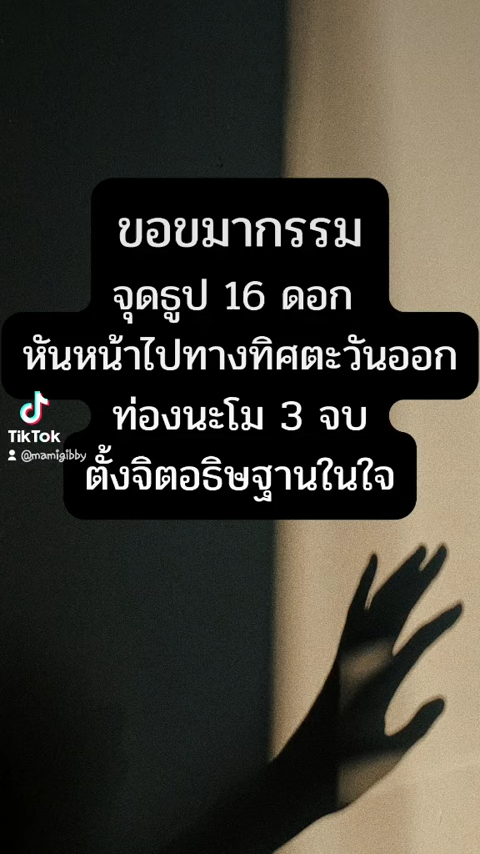 ขอขมากรรม
จุดธูป 16 ดอก
หันหน้าไปทางทิศตะวันออก
ท่องนะโม 3 จบ
ตั้งจิตอธิษฐานในใจ
TikTok
@mamigibby